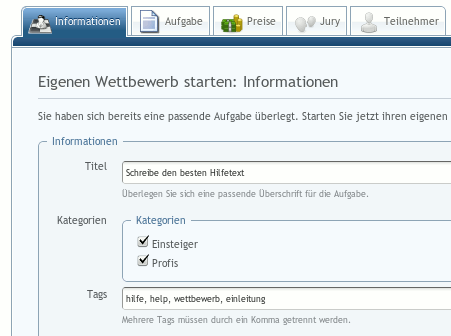 Informationen
Aufgabe
Preise
Jury
Teilnehmer
Eigenen Wettbewerb starten: Informationen
Sie haben sich bereits eine passende Aufgabe überlegt. Starten Sie jetzt ihren eigenen
Informationen
Titel
Schreibe den besten Hilfetext
Überlegen Sie sich eine passende Überschrift für die Aufgabe.
Kategorien
Kategorien
Einsteiger
Profis
Tags
hilfe, help, wettbewerb, einleitung
Mehrere Tags müssen durch ein Komma getrennt werden.